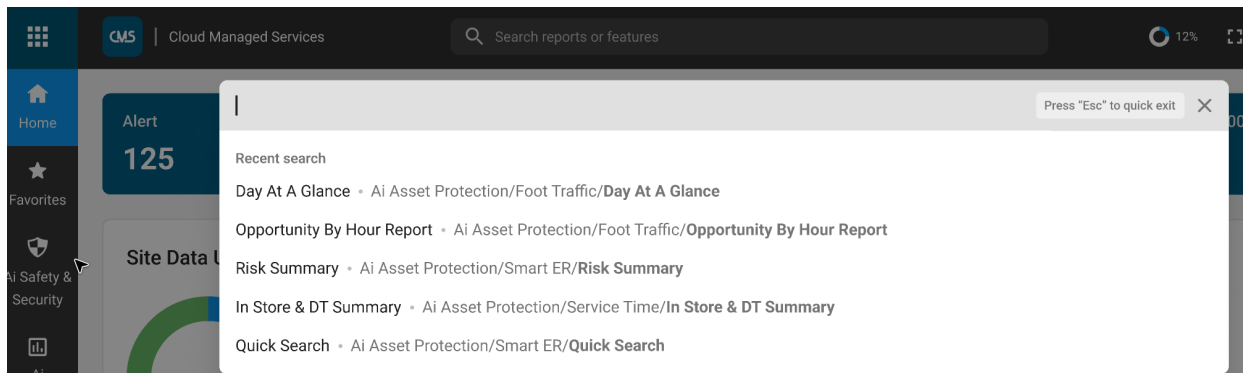 CMS | Cloud Managed Services
Search reports or features
12%
Home
Favorites
Ai Safety &
Security
Ai
Alert
125
Site Data
Press "Esc" to quick exit
Recent search
Day At A Glance • Ai Asset Protection/Foot Traffic/Day At A Glance
Opportunity By Hour Report • Ai Asset Protection/Foot Traffic/Opportunity By Hour Report
Risk Summary • Ai Asset Protection/Smart ER/Risk Summary
In Store & DT Summary • Ai Asset Protection/Service Time/In Store & DT Summary
Quick Search • Ai Asset Protection/Smart ER/Quick Search